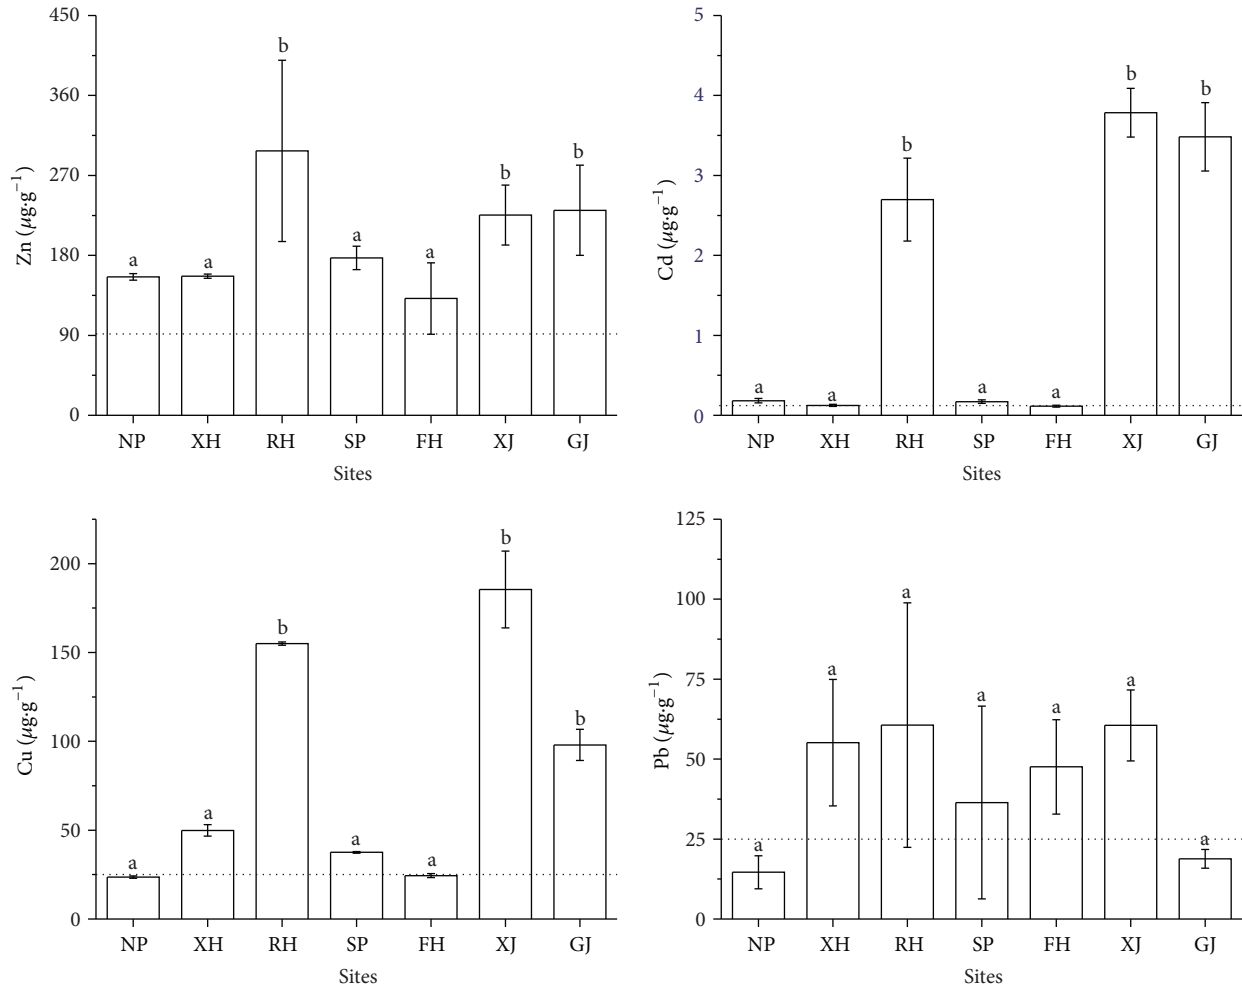 450
360
270
180
90
0
Zn (μg·g⁻¹)
a a b a a b b
NP XH RH SP FH XJ GJ
Sites
5
4
3
2
1
0
Cd (μg·g⁻¹)
a a b a a b b
NP XH RH SP FH XJ GJ
Sites
200
150
100
50
0
Cu (μg·g⁻¹)
a a b a a b b
NP XH RH SP FH XJ GJ
Sites
125
100
75
50
25
0
Pb (μg·g⁻¹)
a a a a a a a
NP XH RH SP FH XJ GJ
Sites